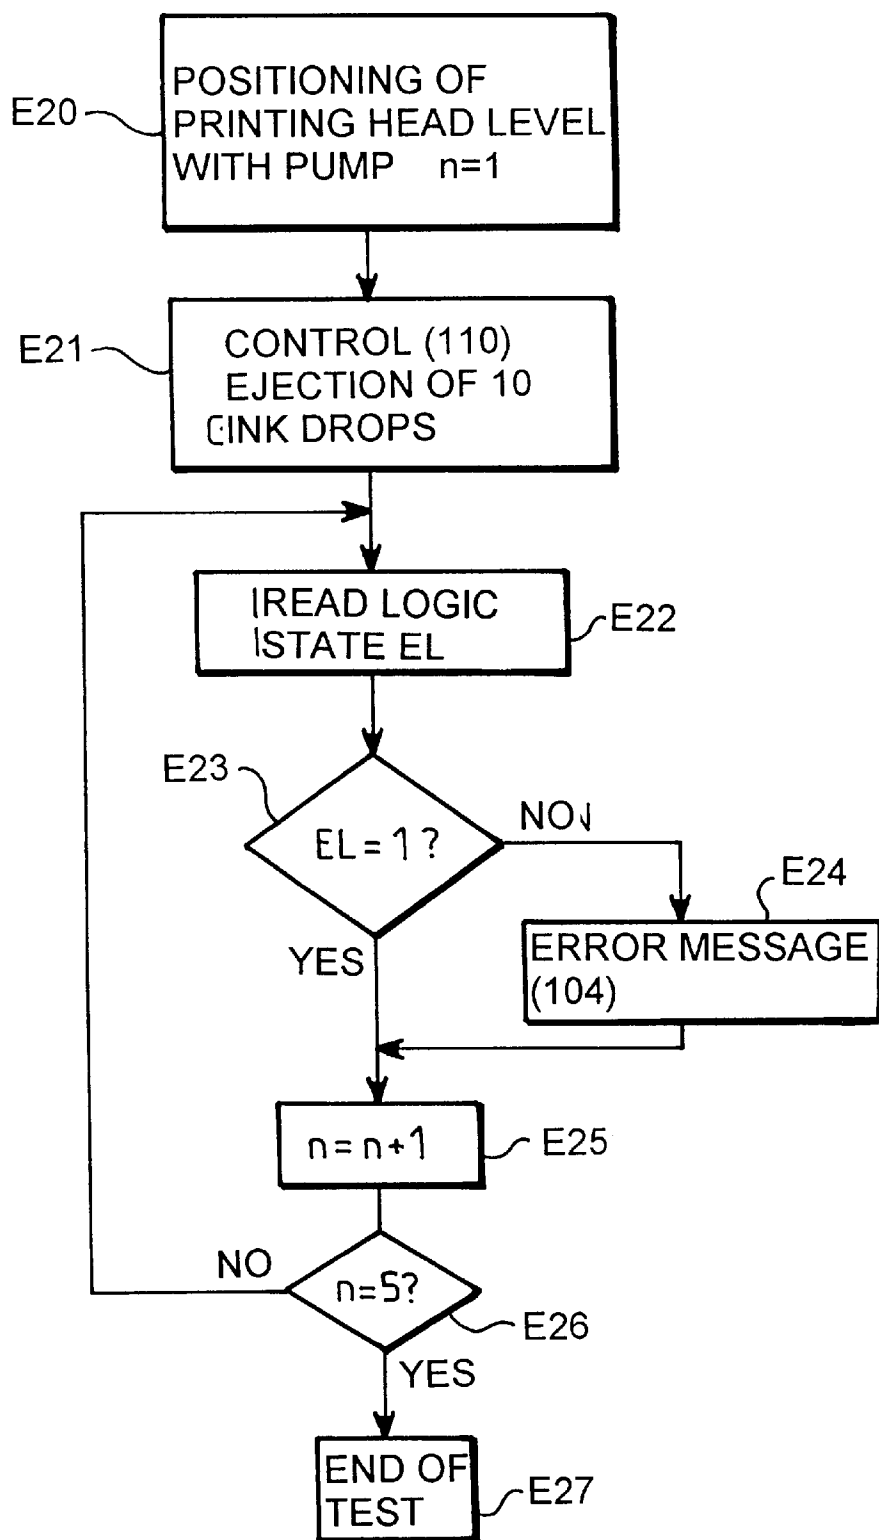 POSITIONING OF
E20
PRINTING HEAD LEVEL
WITH PUMP n=1
E21
CONTROL (110)
EJECTION OF 10
INK DROPS
READ LOGIC
STATE EL
E22
E23
EL=1?
NON
E24
YES
ERROR MESSAGE
(104)
n=n+1
E25
NO
n=5?
E26
YES
END OF
TEST
E27